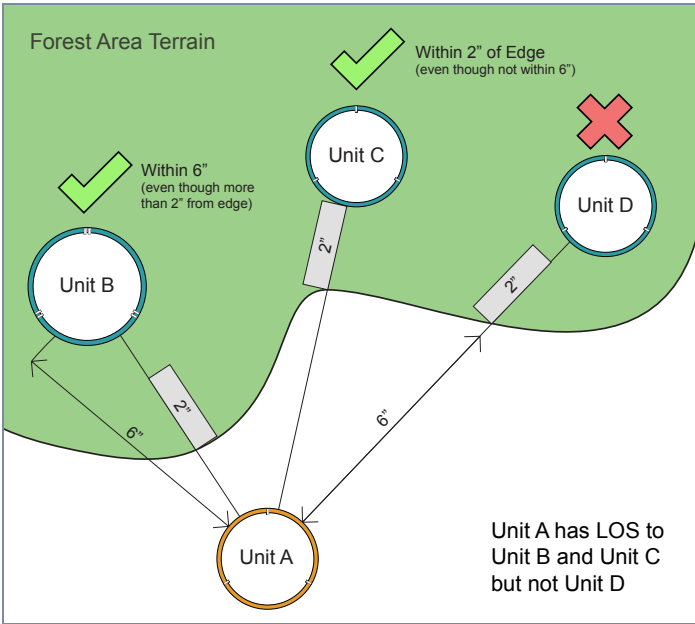 Forest Area Terrain
Within 2” of Edge
(even though not within 6”)
Unit C
Unit D
Within 6”
(even though more
than 2” from edge)
Unit B
2”
2”
2”
6”
6”
Unit A
Unit A has LOS to
Unit B and Unit C
but not Unit D